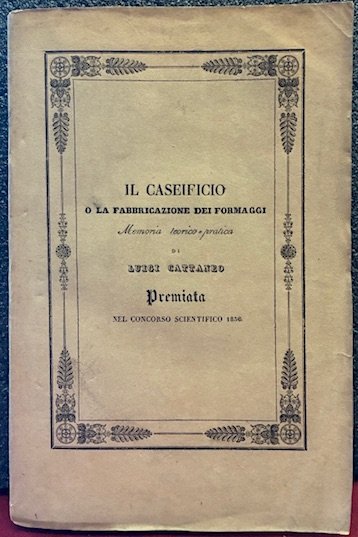 IL CASEIFICIO
O LA FABBRICAZIONE DEI FORMAGGI
Memoria teorico-pratica
DI
LUIGI CATTANEO
Premiata
NEL CONCORSO SCIENTIFICO 1836